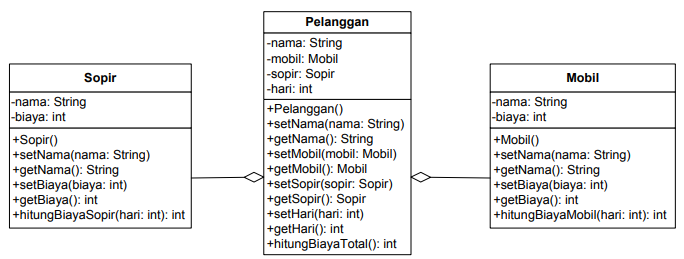 Sopir
-nama: String
-biaya: int
+Sopir()
+setNama(nama: String)
+getNama(): String
+setBiaya(biaya: int)
+getBiaya(): int
+hitungBiayaSopir(hari: int): int
Pelanggan
-nama: String
-mobil: Mobil
-sopir: Sopir
-hari: int
+Pelanggan()
+setNama(nama: String)
+getNama(): String
+setMobil(mobil: Mobil)
+getMobil(): Mobil
+setSopir(sopir: Sopir)
+getSopir(): Sopir
+setHari(hari: int)
+getHari(): int
+hitungBiayaTotal(): int
Mobil
-nama: String
-biaya: int
+Mobil()
+setNama(nama: String)
+getNama(): String
+setBiaya(biaya: int)
+getBiaya(): int
+hitungBiayaMobil(hari: int): int